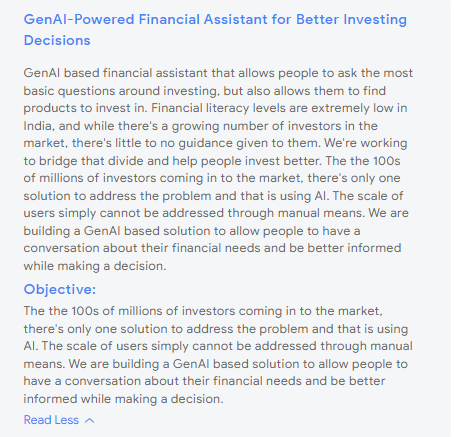 GenAI-Powered Financial Assistant for Better Investing
Decisions
GenAI based financial assistant that allows people to ask the most
basic questions around investing, but also allows them to find
products to invest in. Financial literacy levels are extremely low in
India, and while there's a growing number of investors in the
market, there's little to no guidance given to them. We're working
to bridge that divide and help people invest better. The the 100s
of millions of investors coming in to the market, there's only one
solution to address the problem and that is using AI. The scale of
users simply cannot be addressed through manual means. We are
building a GenAI based solution to allow people to have a
conversation about their financial needs and be better informed
while making a decision.
Objective:
The the 100s of millions of investors coming in to the market,
there's only one solution to address the problem and that is using
AI. The scale of users simply cannot be addressed through manual
means. We are building a GenAI based solution to allow people to
have a conversation about their financial needs and be better
informed while making a decision.
Read Less